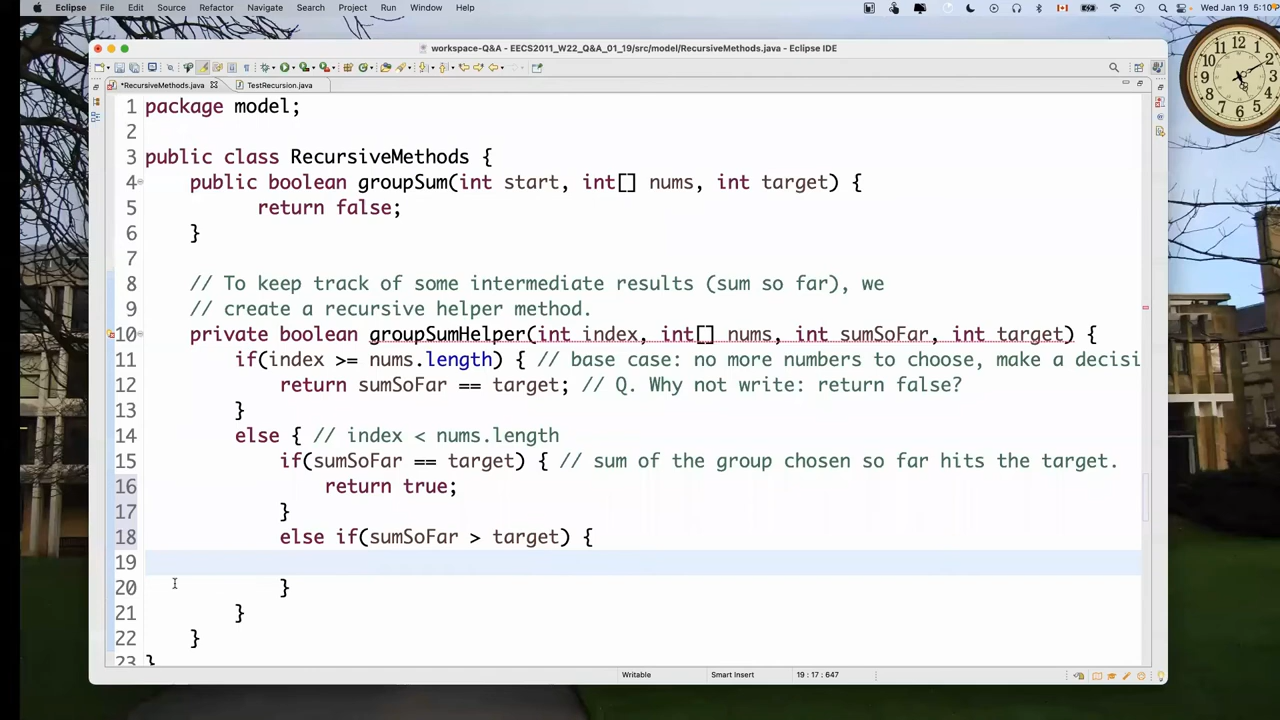 Eclipse File Edit Source Refactor Navigate Search Project Run Window Help Wed Jan 19 5:10
workspace-Q&A - EECS2011_W22_Q&A_01_19/src/model/RecursiveMethods.java - Eclipse IDE
*RecursiveMethods.java TestRecursion.java
1 package model;
2
3 public class RecursiveMethods {
4 public boolean groupSum(int start, int[] nums, int target) {
5 return false;
6 }
7
8 // To keep track of some intermediate results (sum so far), we
9 // create a recursive helper method.
10 private boolean groupSumHelper(int index, int[] nums, int sumSoFar, int target) {
11 if(index >= nums.length) { // base case: no more numbers to choose, make a decisi
12 return sumSoFar == target; // Q. Why not write: return false?
13 }
14 else { // index < nums.length
15 if(sumSoFar == target) { // sum of the group chosen so far hits the target.
16 return true;
17 }
18 else if(sumSoFar > target) {
19
20 }
21 }
22 }
23 }
Writable Smart Insert 19 : 17 : 647